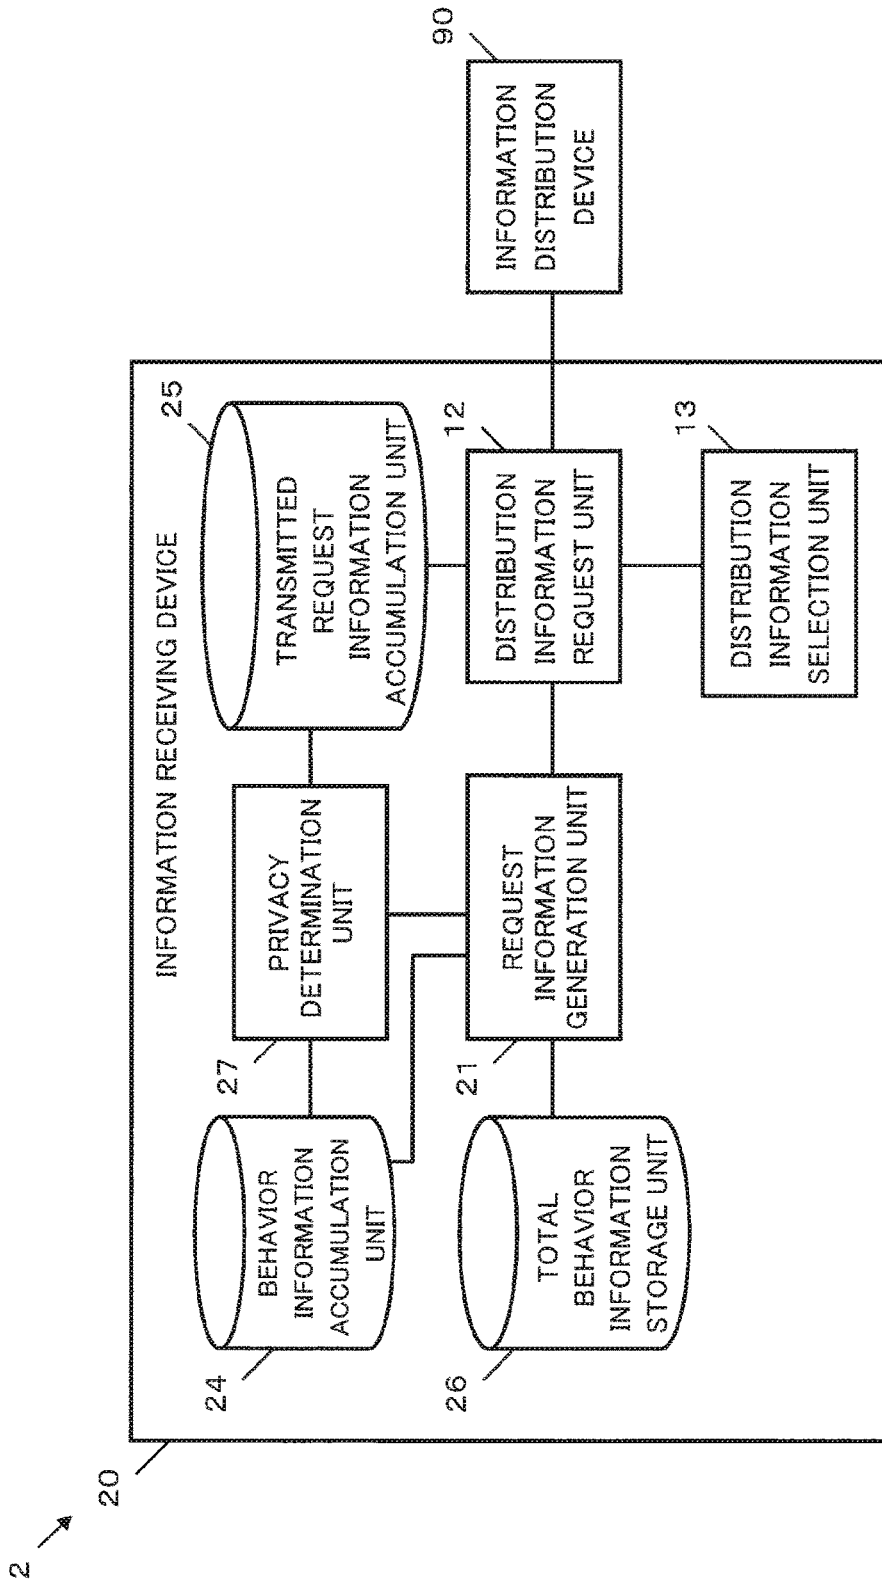 2
20
INFORMATION RECEIVING DEVICE
24
BEHAVIOR
INFORMATION
ACCUMULATION
UNIT
27
PRIVACY
DETERMINATION
UNIT
25
TRANSMITTED
REQUEST
INFORMATION
ACCUMULATION UNIT
26
TOTAL
BEHAVIOR
INFORMATION
STORAGE UNIT
21
REQUEST
INFORMATION
GENERATION UNIT
12
DISTRIBUTION
INFORMATION
REQUEST UNIT
90
INFORMATION
DISTRIBUTION
DEVICE
13
DISTRIBUTION
INFORMATION
SELECTION UNIT